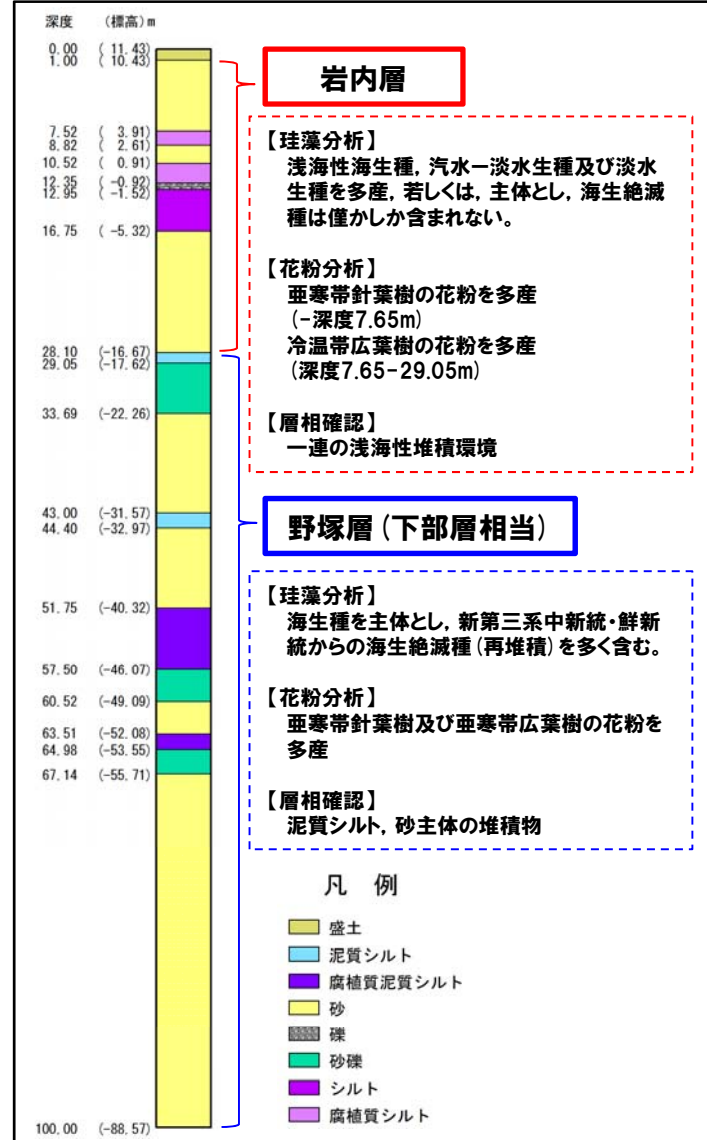 深度 (標高)m
0.00 ( 11.43)
1.00 ( 10.43)
7.52 ( 3.91)
8.82 ( 2.61)
10.52 ( 0.91)
12.35 ( -0.92)
12.95 ( -1.52)
16.75 ( -5.32)
28.10 (-16.67)
29.05 (-17.62)
33.69 (-22.26)
43.00 (-31.57)
44.40 (-32.97)
51.75 (-40.32)
57.50 (-46.07)
60.52 (-49.09)
63.51 (-52.08)
64.98 (-53.55)
67.14 (-55.71)
100.00 (-88.57)
岩内層
【珪藻分析】
浅海性海生種，汽水－淡水生種及び淡水
生種を多産，若しくは，主体とし，海生絶滅
種は僅かしか含まれない。
【花粉分析】
亜寒帯針葉樹の花粉を多産
(-深度7.65m)
冷温帯広葉樹の花粉を多産
(深度7.65-29.05m)
【層相確認】
一連の浅海性堆積環境
野塚層(下部層相当)
【珪藻分析】
海生種を主体とし，新第三系中新統・鮮新
統からの海生絶滅種(再堆積)を多く含む。
【花粉分析】
亜寒帯針葉樹及び亜寒帯広葉樹の花粉を
多産
【層相確認】
泥質シルト，砂主体の堆積物
凡 例
盛土
泥質シルト
腐植質泥質シルト
砂
礫
砂礫
シルト
腐植質シルト